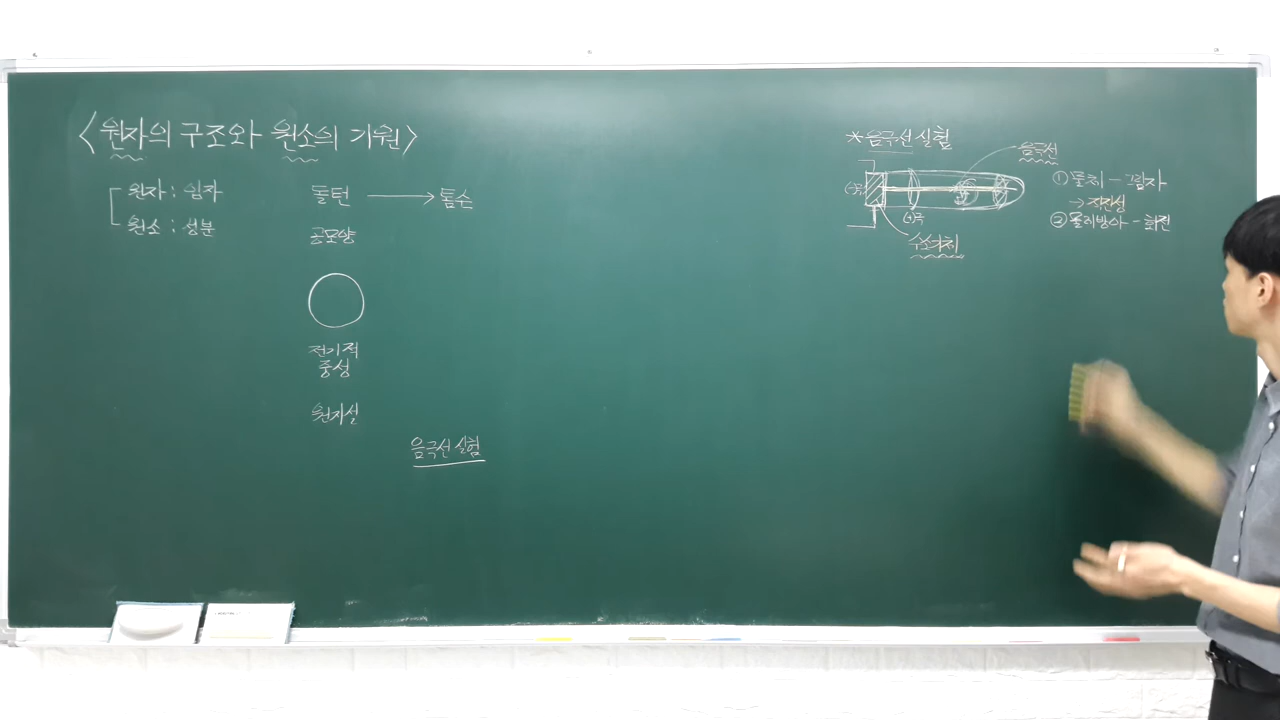 <원자의 구조와 원소의 기원>
원자 : 입자
원소 : 성분
돌턴 → 톰슨
공모양
전기적
중성
원자설
음극선 실험
*음극선 실험
음극선
(-)극
(+)극
수소기체
① 물체 - 그림자
→ 직진성
② 물레방아 - 회전